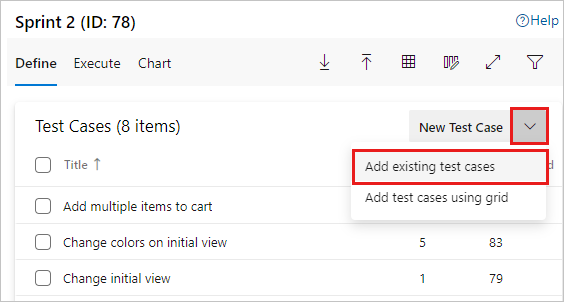 Sprint 2 (ID: 78)
Help
Define Execute Chart
Test Cases (8 items)
New Test Case
Title ↑
Add existing test cases
Add test cases using grid
Add multiple items to cart
Change colors on initial view 5 83
Change initial view 1 79